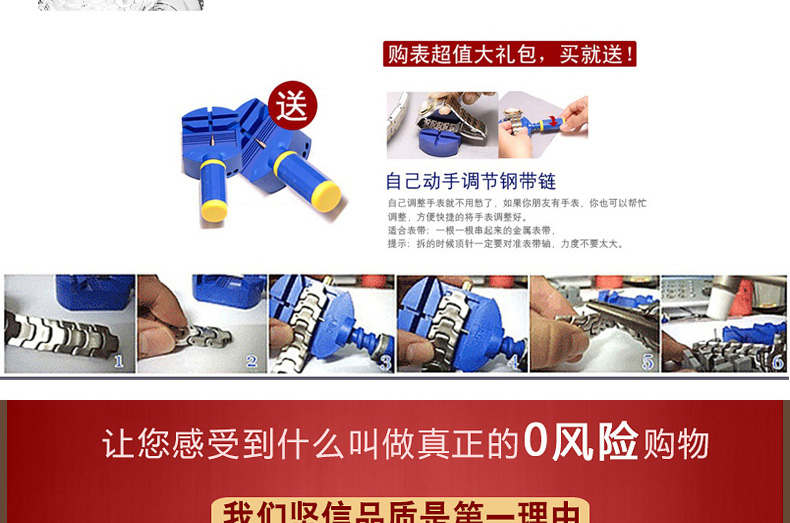 购表超值大礼包，买就送！
送
自己动手调节钢带链
自己调整手表就不用愁了，如果你朋友有手表，你也可以帮忙
调整，方便快捷的将手表调整好。
适合表带：一根一根串起来的金属表带，
提示：拆的时候顶针一定要对准表带轴，力度不要太大。
1 2 3 4 5 6
让您感受到什么叫做真正的0风险购物
我们坚信品质是第一理由